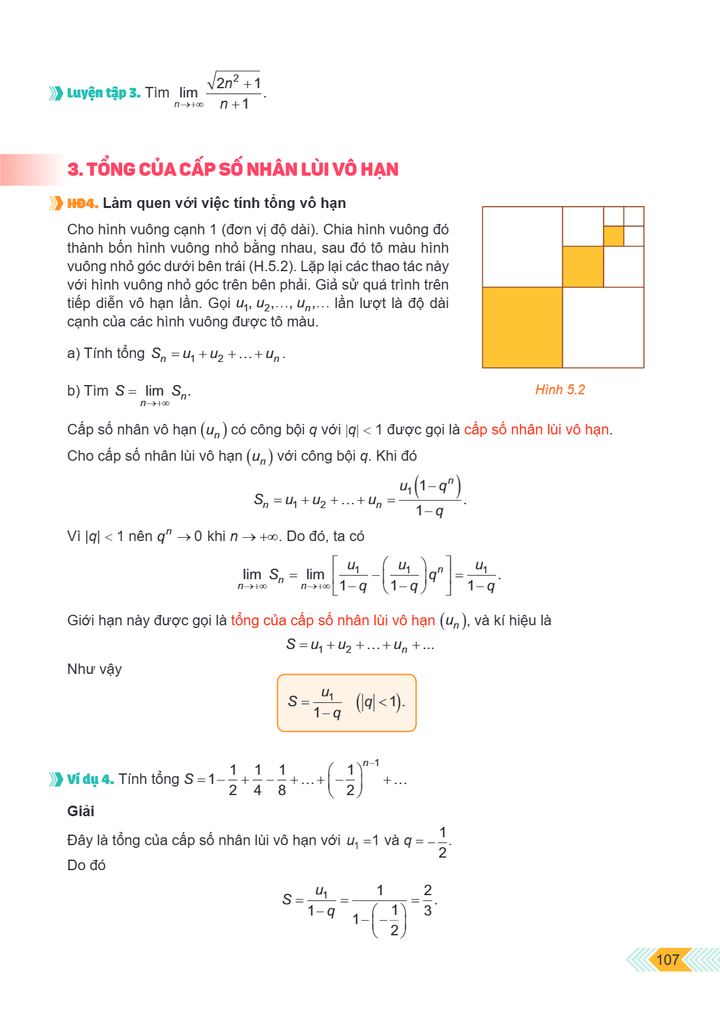 Luyện tập 3. Tìm lim n→+∞ √(2n² + 1) / (n + 1).
3. TỔNG CỦA CẤP SỐ NHÂN LÙI VÔ HẠN
HĐ4. Làm quen với việc tính tổng vô hạn
Cho hình vuông cạnh 1 (đơn vị độ dài). Chia hình vuông đó
thành bốn hình vuông nhỏ bằng nhau, sau đó tô màu hình
vuông nhỏ góc dưới bên trái (H.5.2). Lặp lại các thao tác này
với hình vuông nhỏ góc trên bên phải. Giả sử quá trình trên
tiếp diễn vô hạn lần. Gọi u₁, u₂,…, uₙ,… lần lượt là độ dài
cạnh của các hình vuông được tô màu.
a) Tính tổng Sₙ = u₁ + u₂ + … + uₙ.
b) Tìm S = lim n→+∞ Sₙ.
Hình 5.2
Cấp số nhân vô hạn (uₙ) có công bội q với |q| < 1 được gọi là cấp số nhân lùi vô hạn.
Cho cấp số nhân lùi vô hạn (uₙ) với công bội q. Khi đó
Sₙ = u₁ + u₂ + … + uₙ = u₁(1 − qⁿ) / (1 − q).
Vì |q| < 1 nên qⁿ → 0 khi n → +∞. Do đó, ta có
lim n→+∞ Sₙ = lim n→+∞ [u₁/(1 − q) − (u₁/(1 − q))qⁿ] = u₁/(1 − q).
Giới hạn này được gọi là tổng của cấp số nhân lùi vô hạn (uₙ), và kí hiệu là
S = u₁ + u₂ + … + uₙ + ...
Như vậy
S = u₁/(1 − q) (|q| < 1).
Ví dụ 4. Tính tổng S = 1 − 1/2 + 1/4 − 1/8 + … + (−1/2)ⁿ⁻¹ + …
Giải
Đây là tổng của cấp số nhân lùi vô hạn với u₁ = 1 và q = −1/2.
Do đó
S = u₁/(1 − q) = 1/(1 − (−1/2)) = 2/3.
107